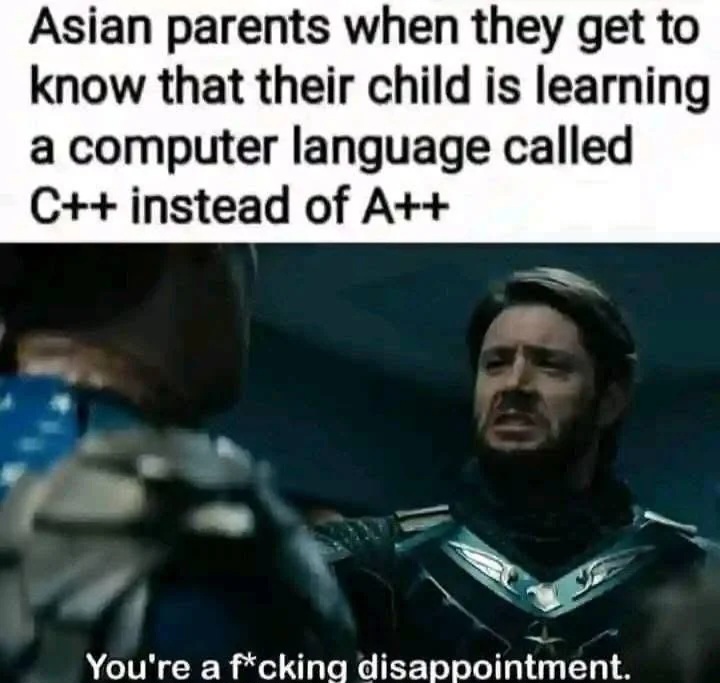 Asian parents when they get to
know that their child is learning
a computer language called
C++ instead of A++
You're a f*cking disappointment.